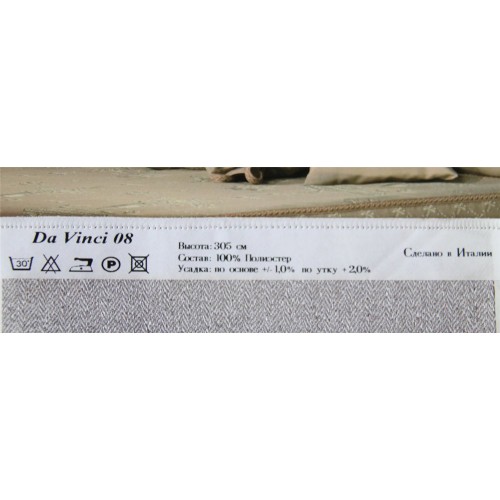 Da Vinci 08
30°
P
Высота: 305 см
Состав: 100% Полиэстер
Усадка: по основе +/-1,0% по утку +2,0%
Сделано в Италии